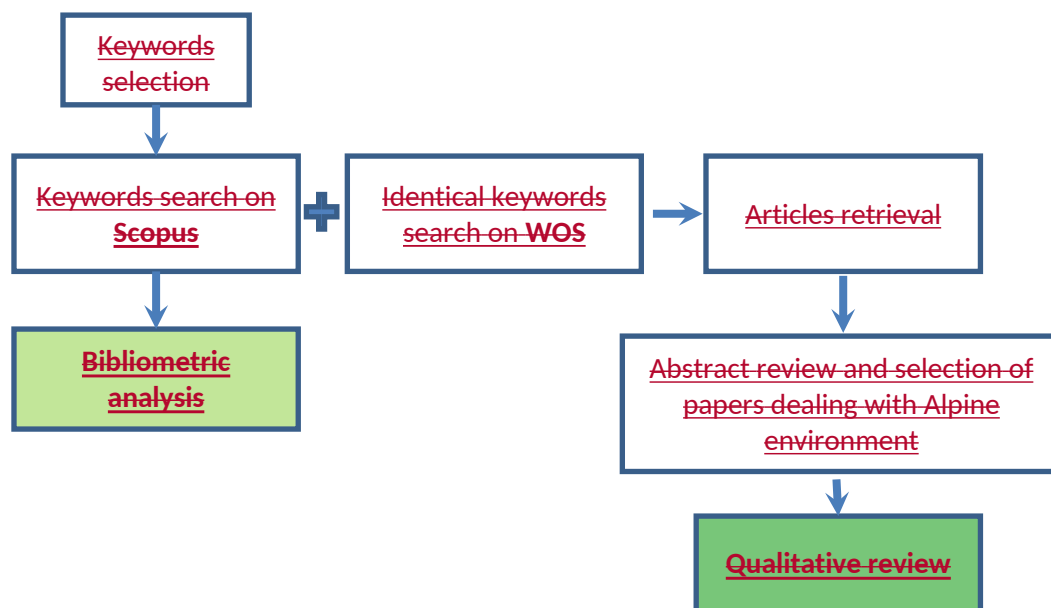 Keywords
selection
Keywords search on
Scopus
Identical keywords
search on WOS
Articles retrieval
Bibliometric
analysis
Abstract review and selection of
papers dealing with Alpine
environment
Qualitative review